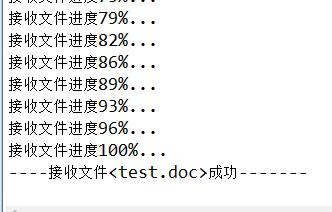 接收文件进度79%...
接收文件进度82%...
接收文件进度86%...
接收文件进度89%...
接收文件进度93%...
接收文件进度96%...
接收文件进度100%...
----接收文件<test.doc>成功-------